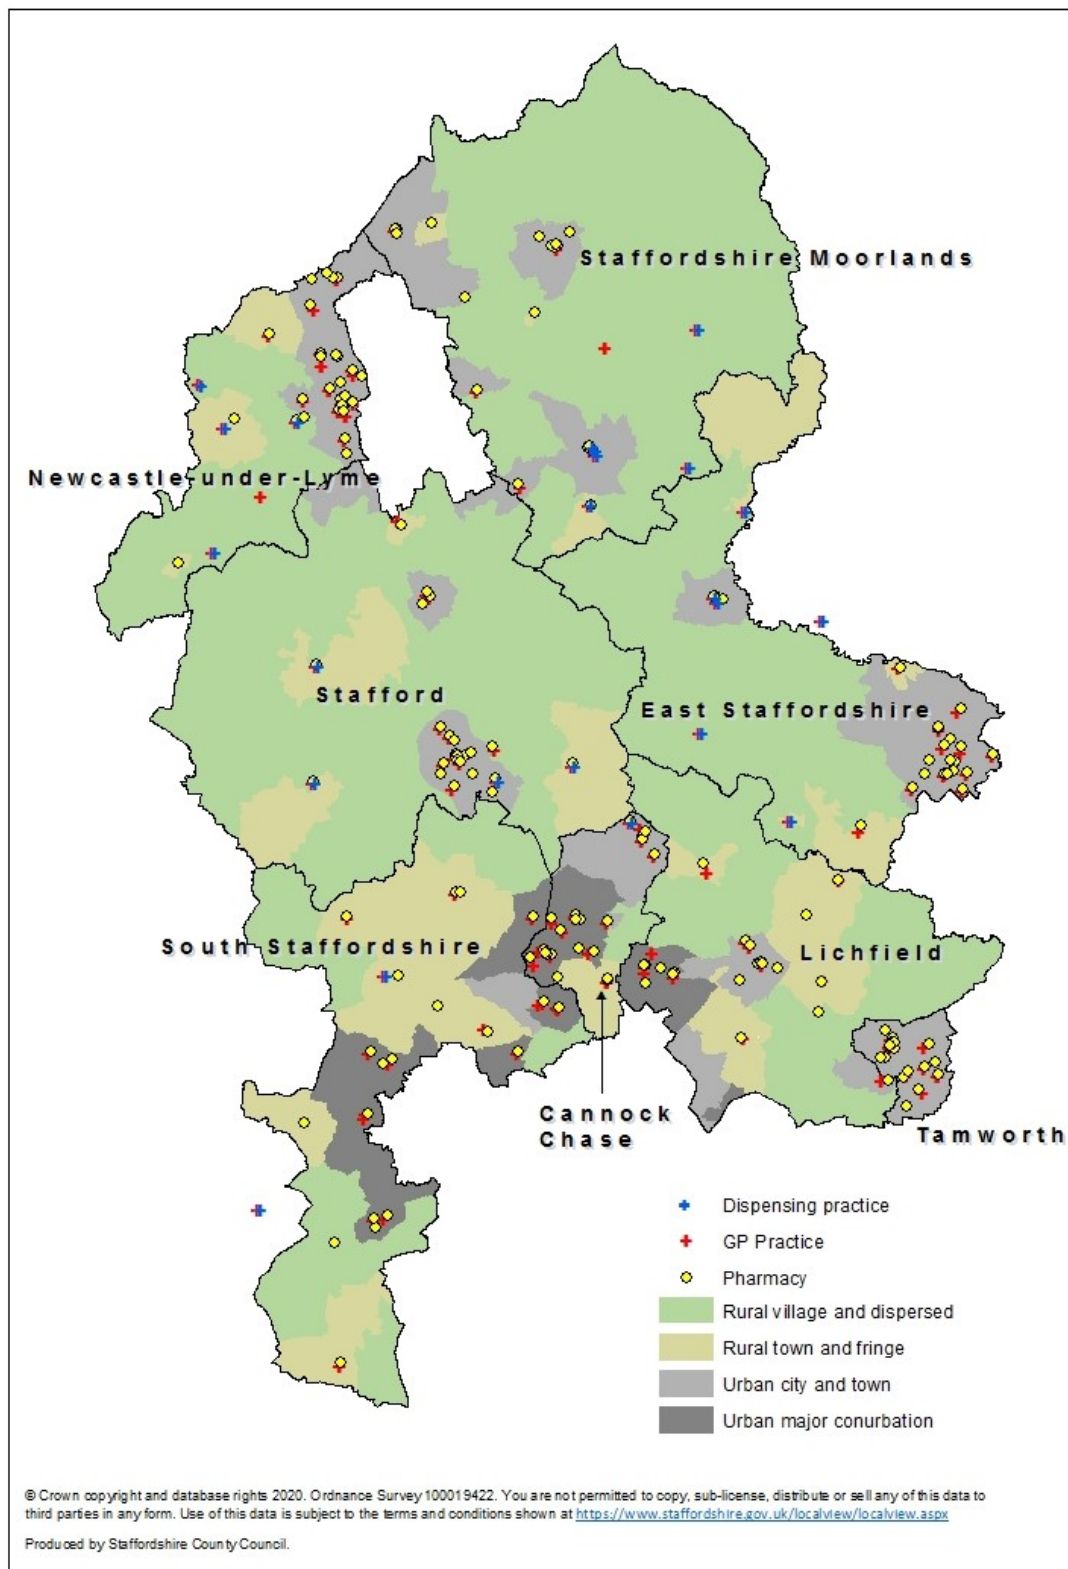 Staffordshire Moorlands
Newcastle-under-Lyme
Stafford
East Staffordshire
South Staffordshire
Lichfield
Cannock
Chase
Tamworth
Dispensing practice
GP Practice
Pharmacy
Rural village and dispersed
Rural town and fringe
Urban city and town
Urban major conurbation
© Crown copyright and database rights 2020. Ordnance Survey 100019422. You are not permitted to copy, sub-license, distribute or sell any of this data to
third parties in any form. Use of this data is subject to the terms and conditions shown at https://www.staffordshire.gov.uk/localview/localview.aspx
Produced by Staffordshire County Council.